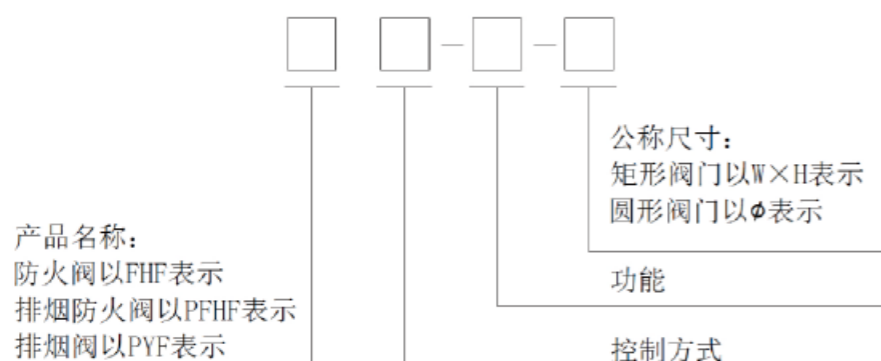 公称尺寸:
矩形阀门以W×H表示
圆形阀门以ϕ表示
产品名称:
防火阀以FHF表示
排烟防火阀以PFHF表示
排烟阀以PYF表示
功能
控制方式